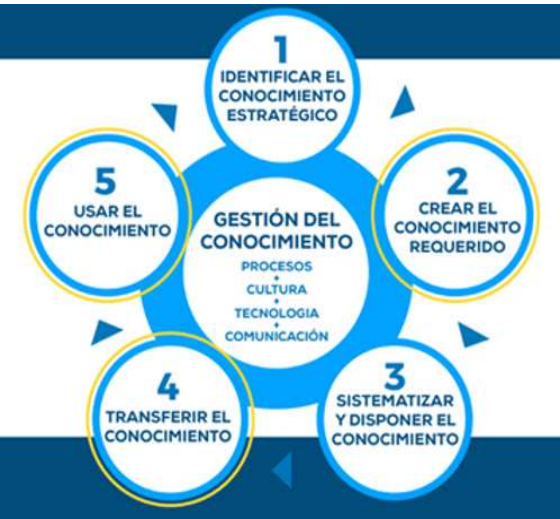 1
IDENTIFICAR EL
CONOCIMIENTO
ESTRATÉGICO
2
CREAR EL
CONOCIMIENTO
REQUERIDO
3
SISTEMATIZAR
Y DISPONER EL
CONOCIMIENTO
4
TRANSFERIR EL
CONOCIMIENTO
5
USAR EL
CONOCIMIENTO
GESTIÓN DEL
CONOCIMIENTO
PROCESOS
+
CULTURA
+
TECNOLOGIA
+
COMUNICACIÓN